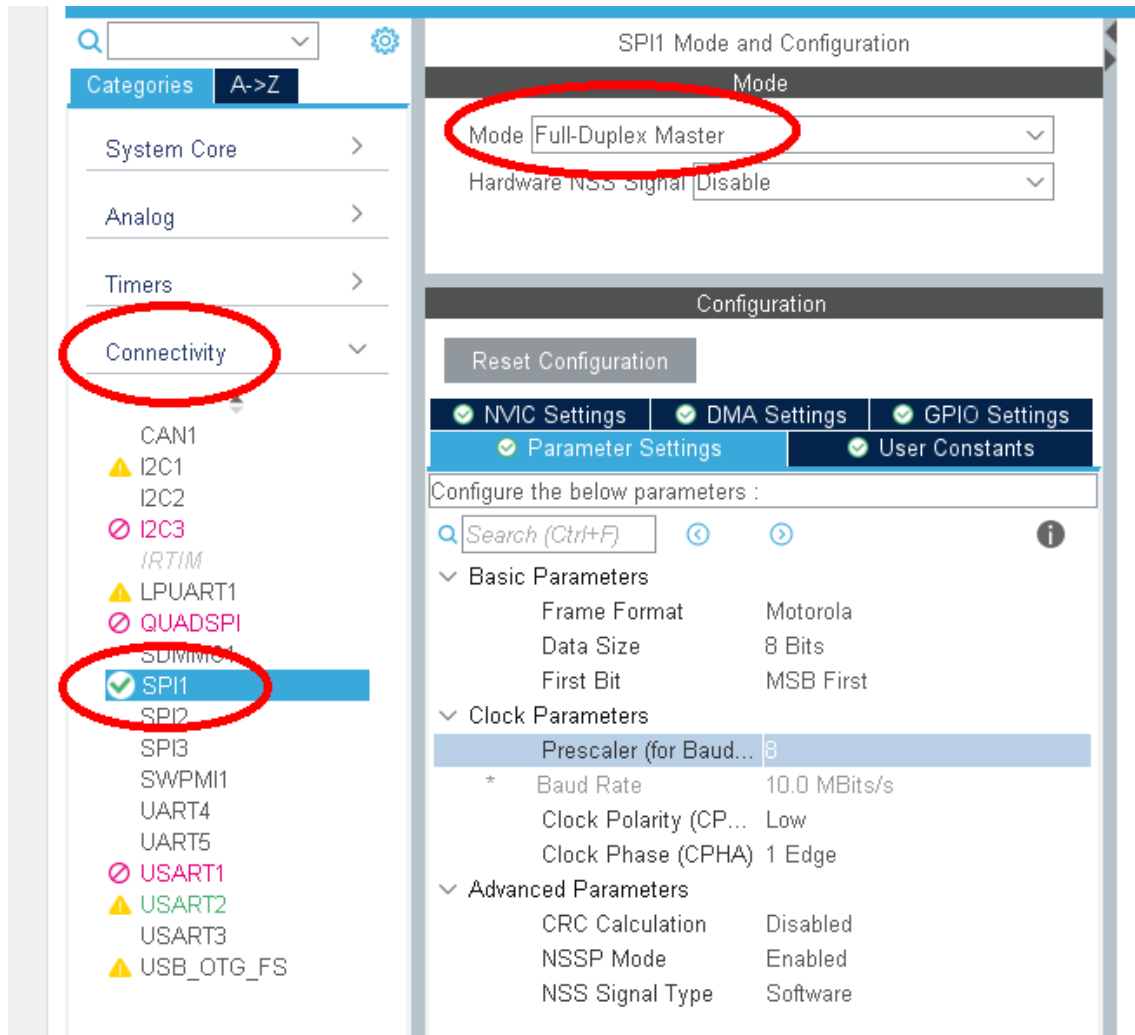 Categories
A->Z
System Core
Analog
Timers
Connectivity
CAN1
I2C1
I2C2
I2C3
IRTIM
LPUART1
QUADSPI
SDMMC1
SPI1
SPI2
SPI3
SWPMI1
UART4
UART5
USART1
USART2
USART3
USB_OTG_FS
SPI1 Mode and Configuration
Mode
Mode Full-Duplex Master
Hardware NSS Signal Disable
Configuration
Reset Configuration
NVIC Settings DMA Settings GPIO Settings
Parameter Settings User Constants
Configure the below parameters :
Search (Ctrl+F)
Basic Parameters
Frame Format Motorola
Data Size 8 Bits
First Bit MSB First
Clock Parameters
Prescaler (for Baud... 8
* Baud Rate 10.0 MBits/s
Clock Polarity (CP... Low
Clock Phase (CPHA) 1 Edge
Advanced Parameters
CRC Calculation Disabled
NSSP Mode Enabled
NSS Signal Type Software